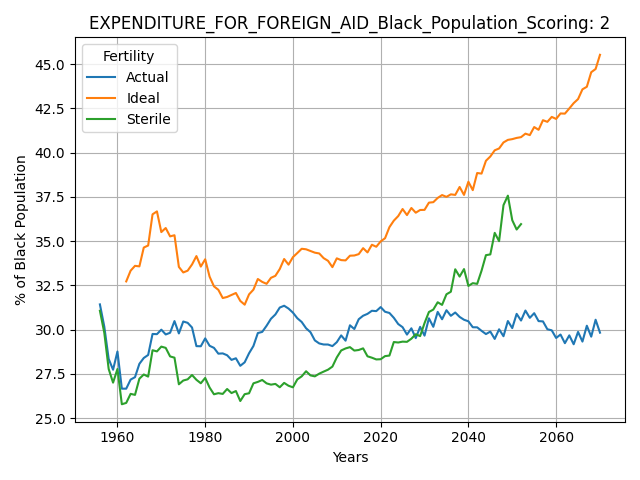 EXPENDITURE_FOR_FOREIGN_AID_Black_Population_Scoring: 2
Fertility
Actual
Ideal
Sterile
% of Black Population
45.0
42.5
40.0
37.5
35.0
32.5
30.0
27.5
25.0
1960 1980 2000 2020 2040 2060
Years